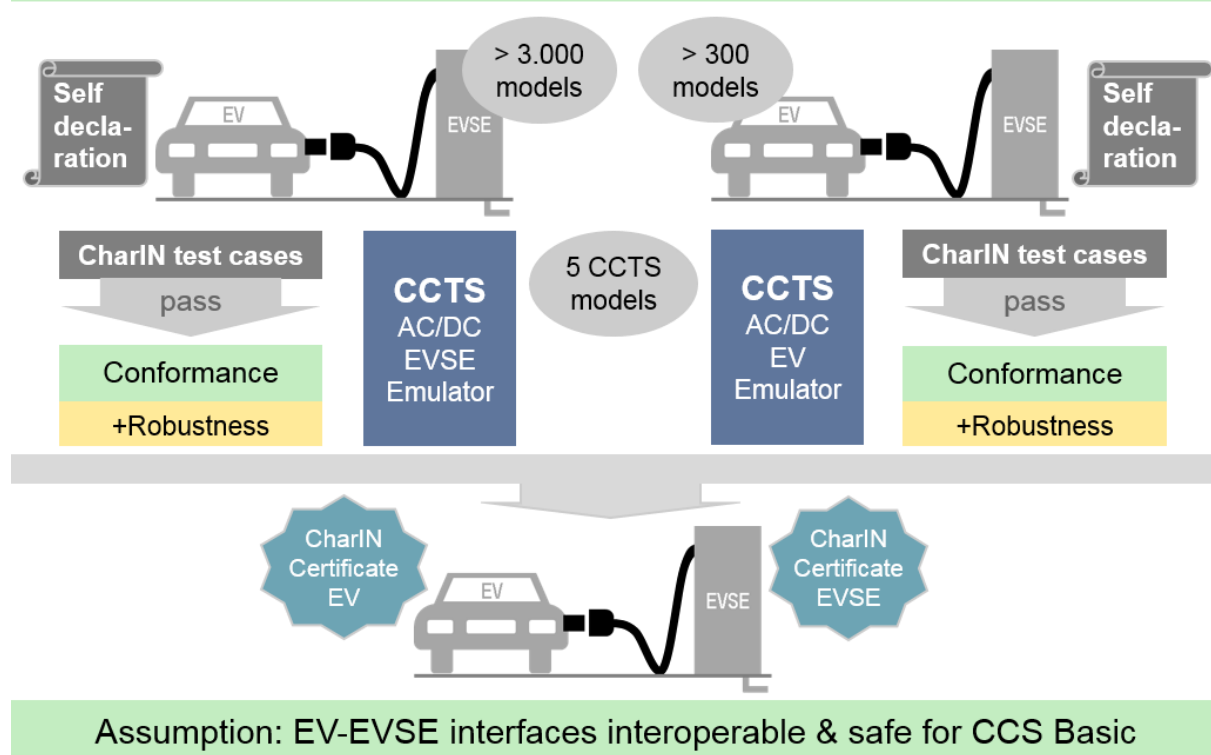 Self
decla-
ration
EV
EVSE
> 3.000
models
> 300
models
EV
EVSE
Self
decla-
ration
CharIN test cases
pass
Conformance
+Robustness
CCTS
AC/DC
EVSE
Emulator
5 CCTS
models
CCTS
AC/DC
EV
Emulator
CharIN test cases
pass
Conformance
+Robustness
CharIN
Certificate
EV
EV
EVSE
CharIN
Certificate
EVSE
Assumption: EV-EVSE interfaces interoperable & safe for CCS Basic